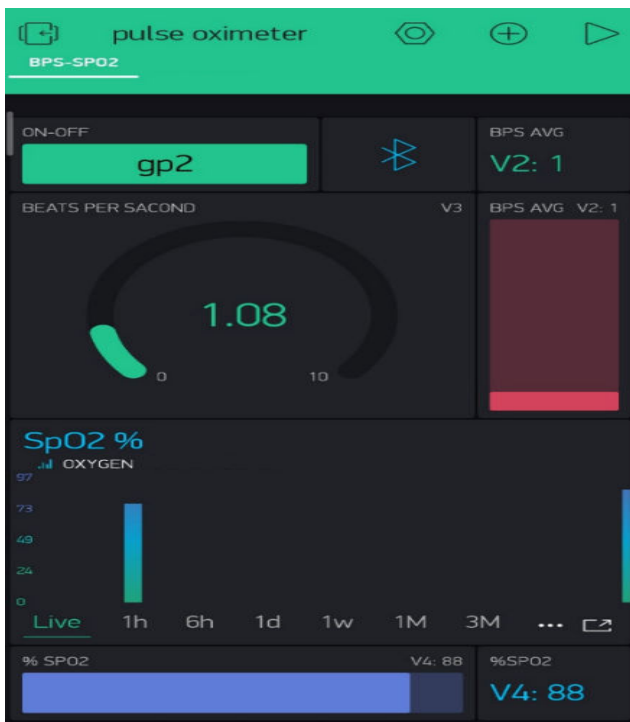 pulse oximeter
BPS-SPO2
ON-OFF
gp2
BPS AVG
V2: 1
BEATS PER SACOND V3
1.08
0 10
BPS AVG V2: 1
SpO2 %
OXYGEN
97
73
49
24
0
Live 1h 6h 1d 1w 1M 3M ...
% SPO2 V4: 88
%SPO2
V4: 88